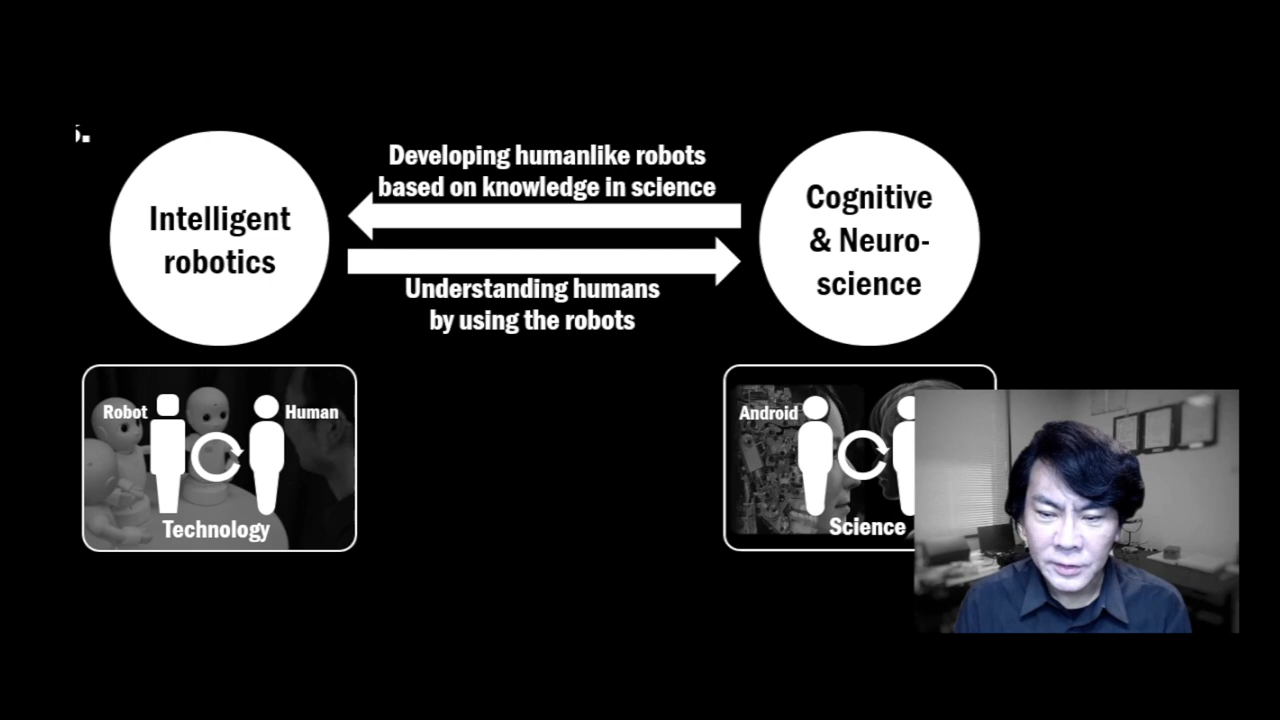 Developing humanlike robots
based on knowledge in science
Intelligent
robotics
Cognitive
& Neuro-
science
Understanding humans
by using the robots
Robot
Human
Technology
Android
Science